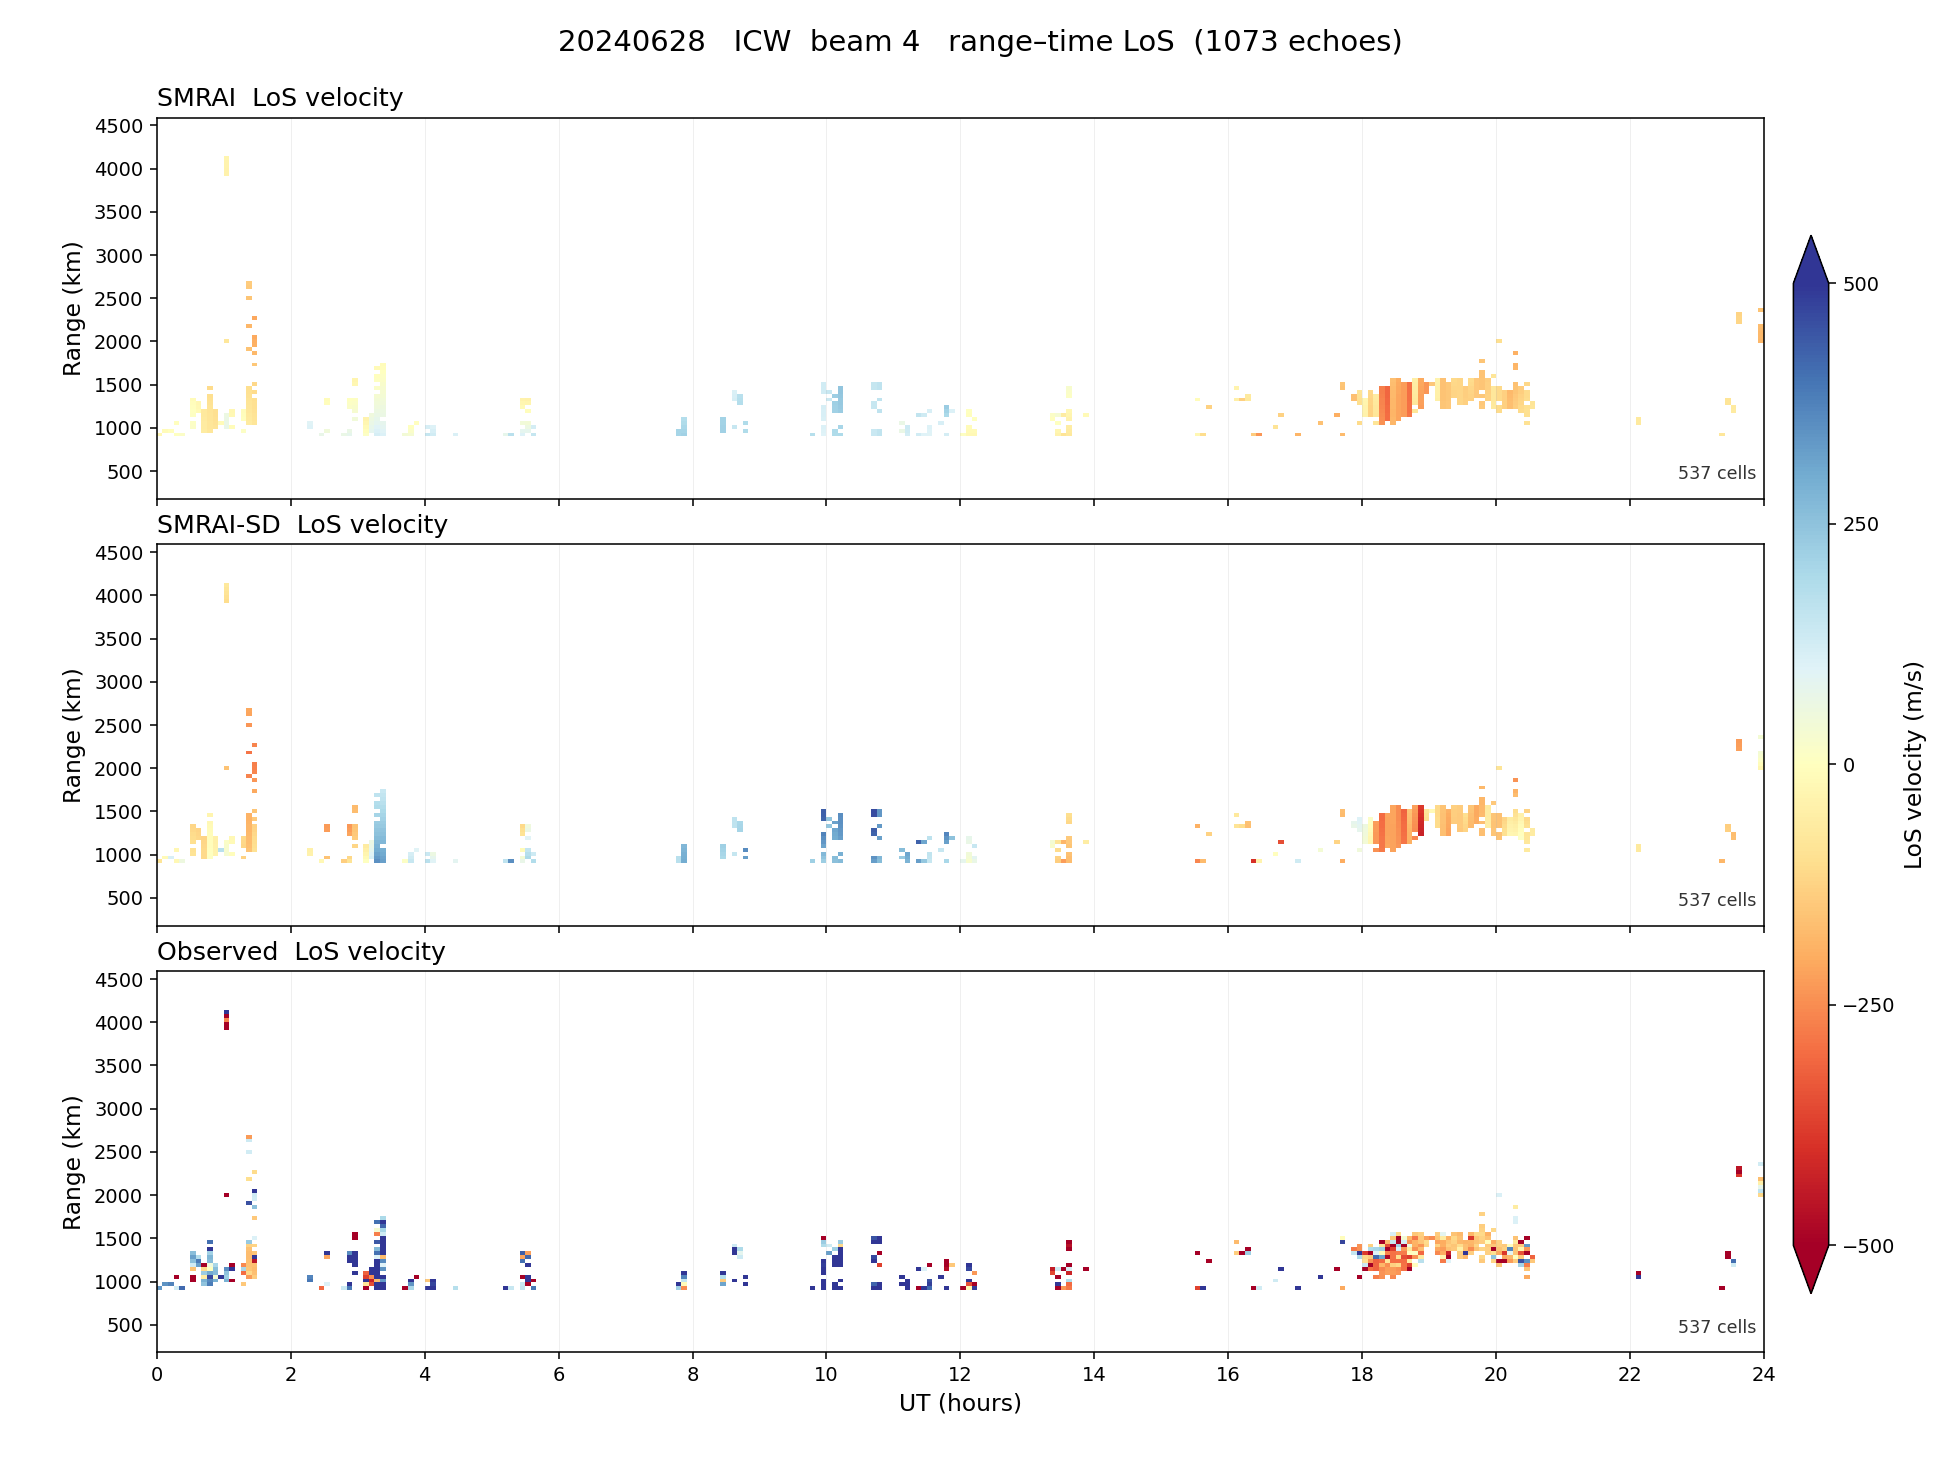 20240628   ICW  beam 4   range–time LoS  (1073 echoes)
SMRAI  LoS velocity
4500
4000
3500
3000
2500
2000
1500
1000
500
Range (km)
537 cells
SMRAI-SD  LoS velocity
4500
4000
3500
3000
2500
2000
1500
1000
500
Range (km)
537 cells
Observed  LoS velocity
4500
4000
3500
3000
2500
2000
1500
1000
500
Range (km)
537 cells
0 2 4 6 8 10 12 14 16 18 20 22 24
UT (hours)
500
250
0
−250
−500
LoS velocity (m/s)